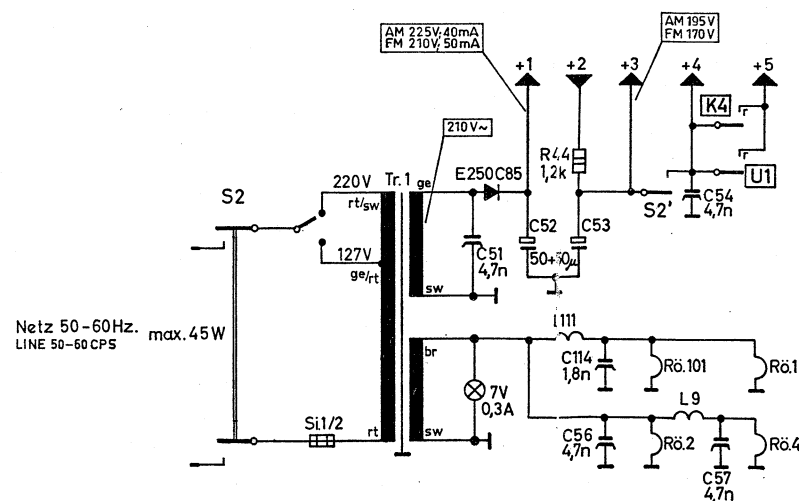 AM 225V; 40mA
FM 210V; 50mA
AM 195V
FM 170V
+1
+2
+3
+4
+5
K4
r
r
210V~
R44
1,2k
E250C85
U1
Tr.1
ge
220V
rt/sw
S2
S2'
C54
4,7n
C52
C53
127V
ge/rt
C51
4,7n
50+50μ
sw
Netz 50-60Hz.
LINE 50-60 CPS
max. 45W
L111
br
C114
1,8n
Rö.101
Rö.1
7V
0,3A
L9
Si.1/2
rt
sw
C56
4,7n
Rö.2
C57
4.7n
Rö.4